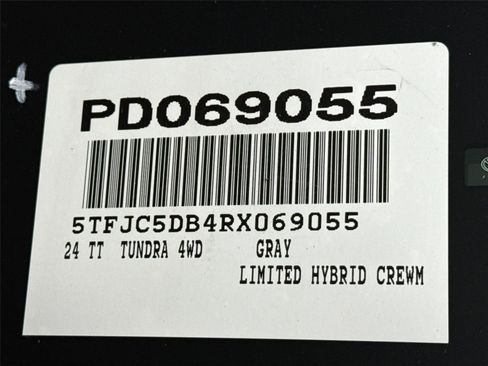 PD069055
5TFJC5DB4RX069055
24 TT TUNDRA 4WD GRAY
LIMITED HYBRID CREWM